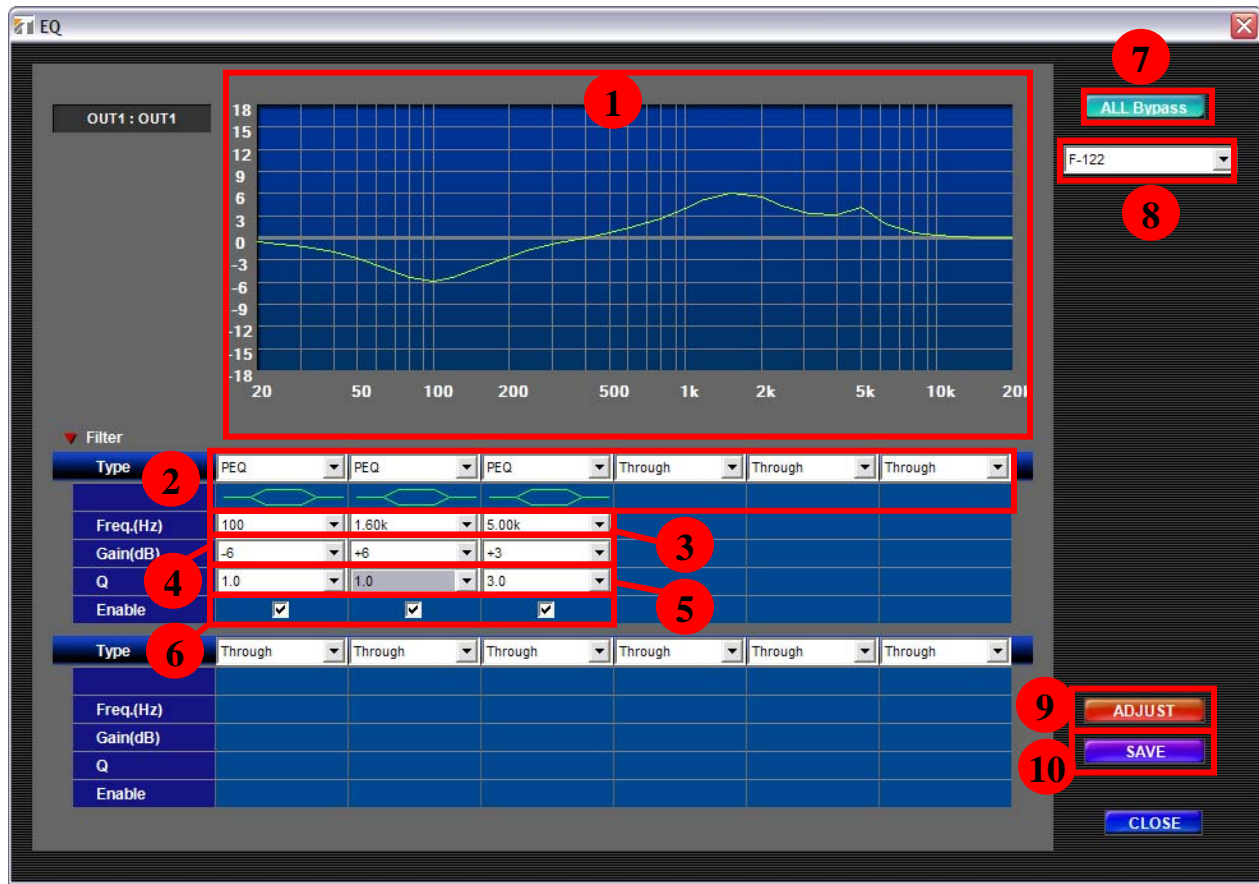 EQ
7
1
OUT1 : OUT1
ALL Bypass
18
15
12
9
6
3
0
-3
-6
-9
-12
-15
-18
F-122
8
20 50 100 200 500 1k 2k 5k 10k 20k
Filter
Type PEQ PEQ PEQ Through Through Through
2
Freq.(Hz) 100 1.60k 5.00k
3
Gain(dB) -6 +6 +3
4
Q 1.0 1.0 3.0
5
Enable
6
Type Through Through Through Through Through Through
Freq.(Hz)
Gain(dB)
Q
Enable
9
ADJUST
10
SAVE
CLOSE